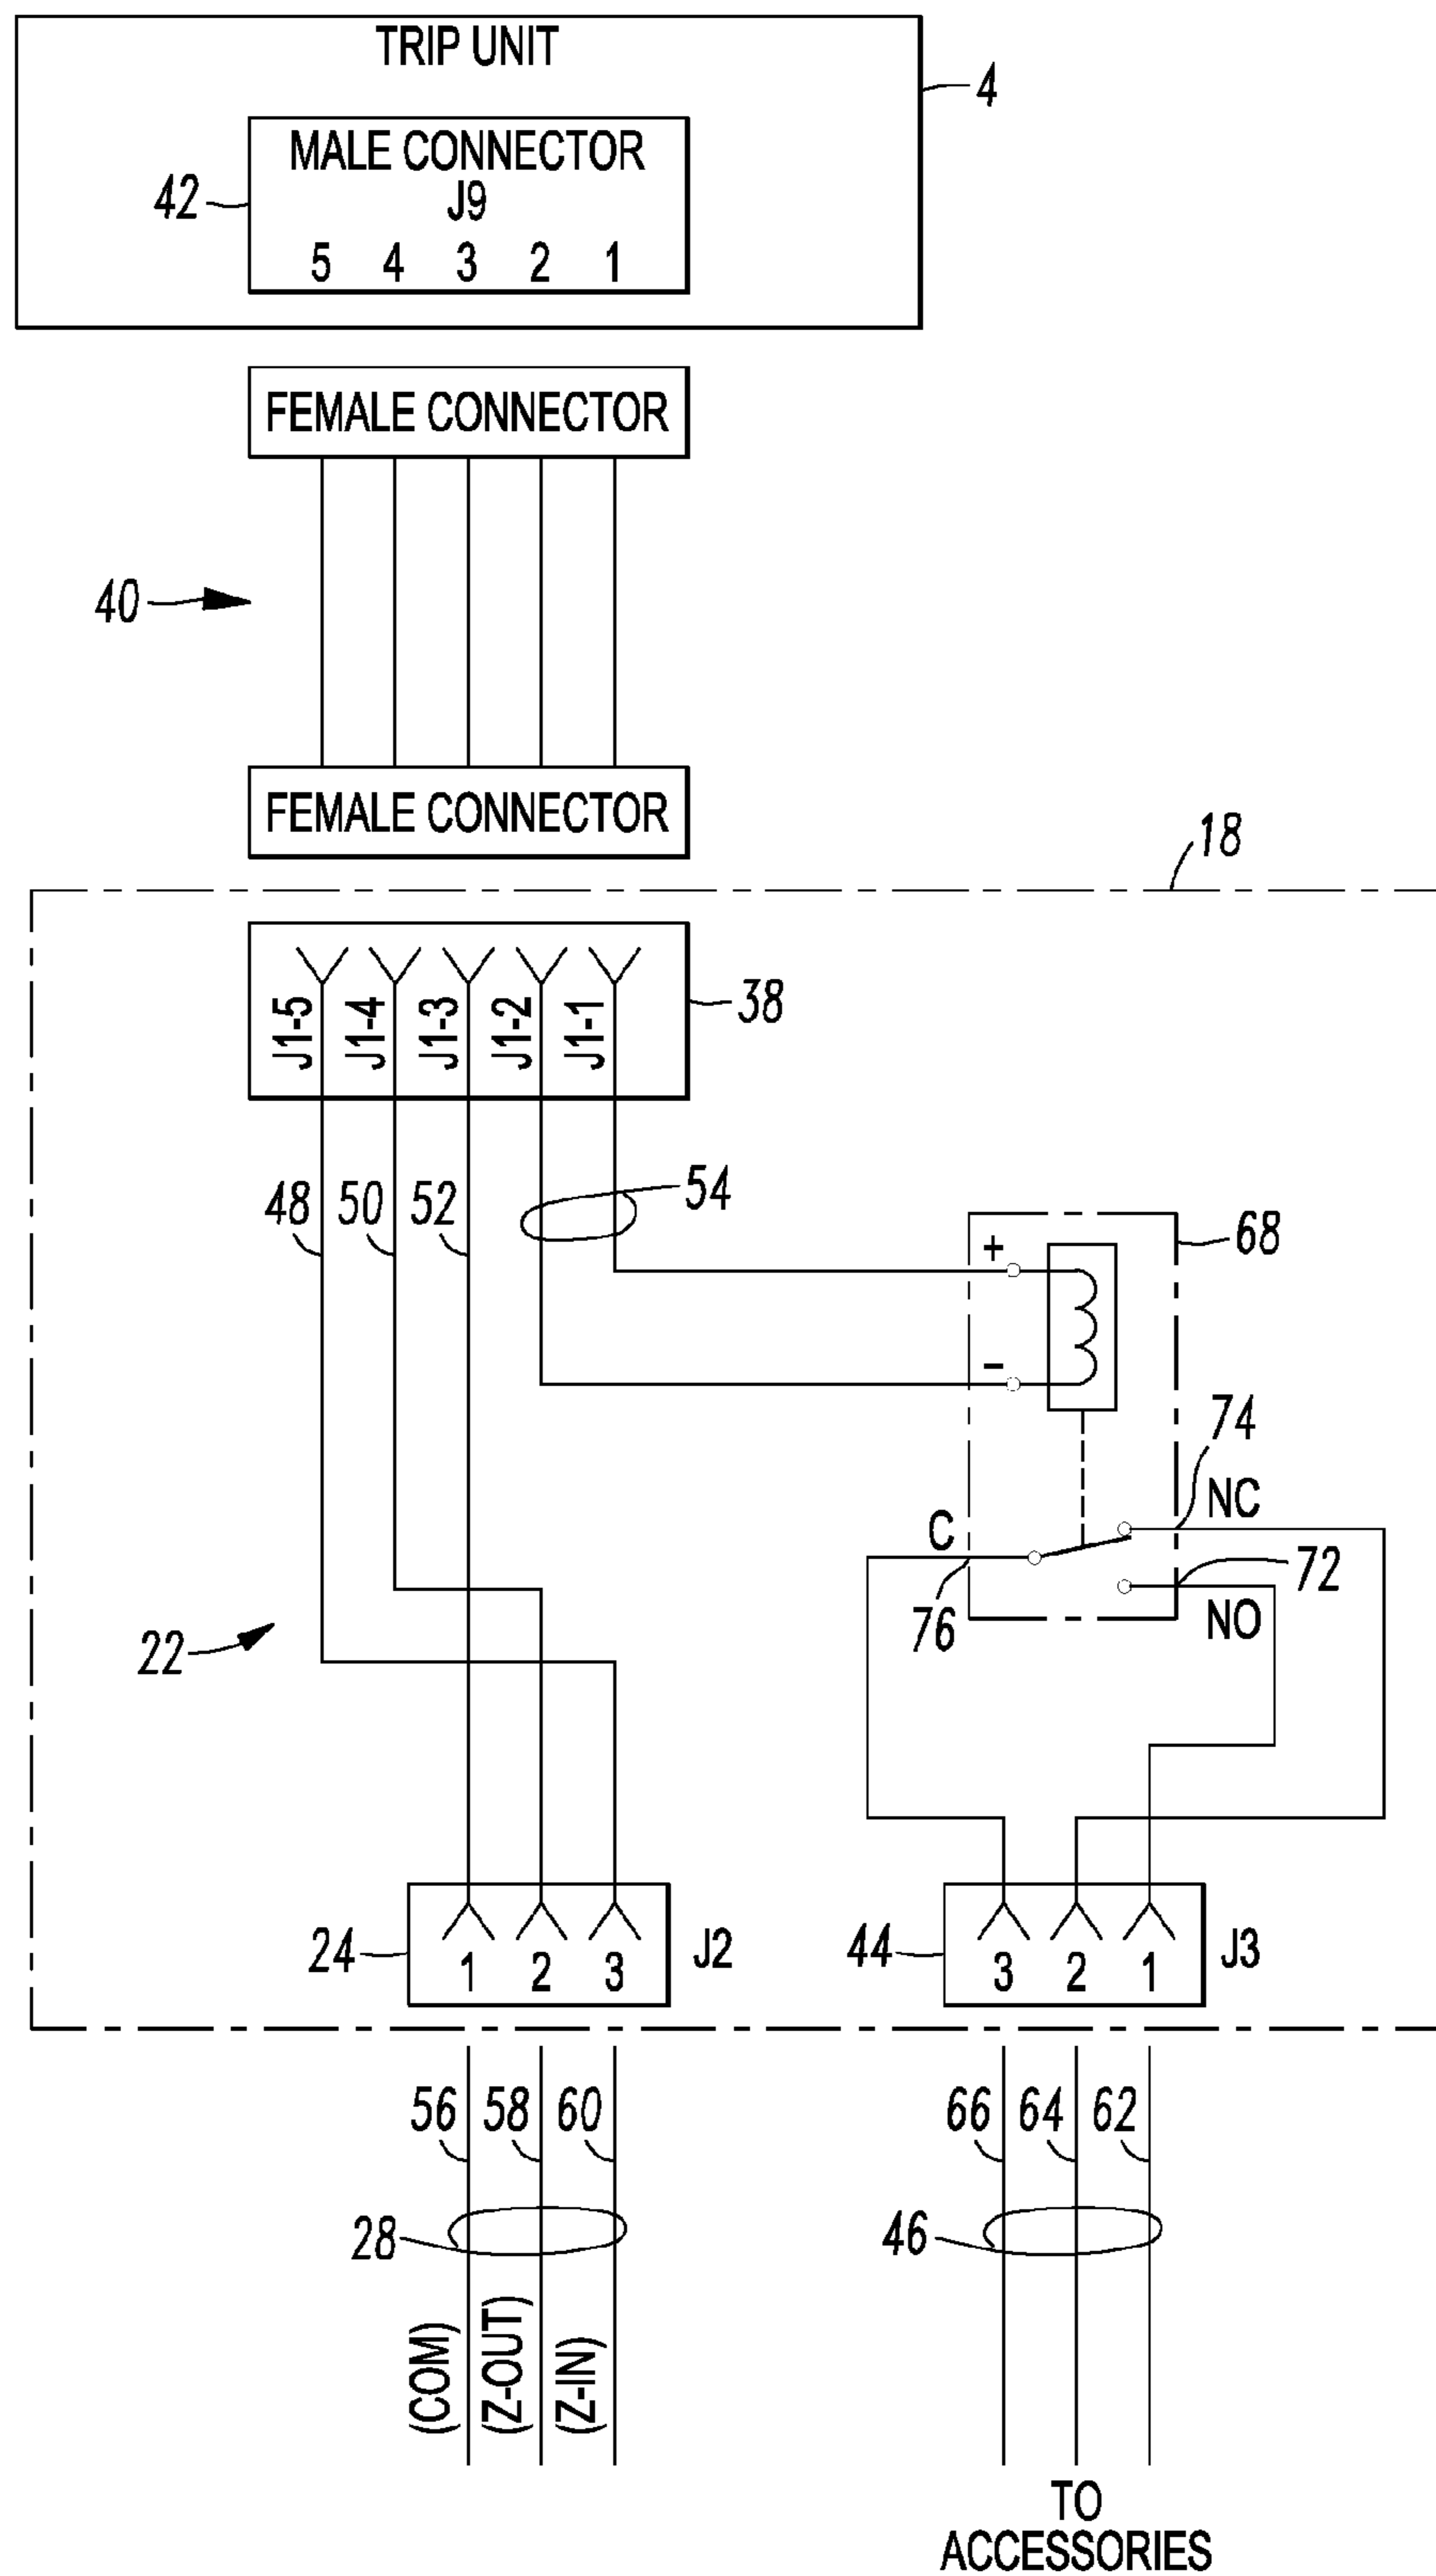 TRIP UNIT
4
MALE CONNECTOR
42
J9
5 4 3 2 1
FEMALE CONNECTOR
40
FEMALE CONNECTOR
18
J1-5 J1-4 J1-3 J1-2 J1-1
38
48 50 52 54
68
+
-
74
NC
C
72
76
NO
22
24
1 2 3
J2
44
3 2 1
J3
56 58 60
66 64 62
28
46
(COM) (Z-OUT) (Z-IN)
TO
ACCESSORIES